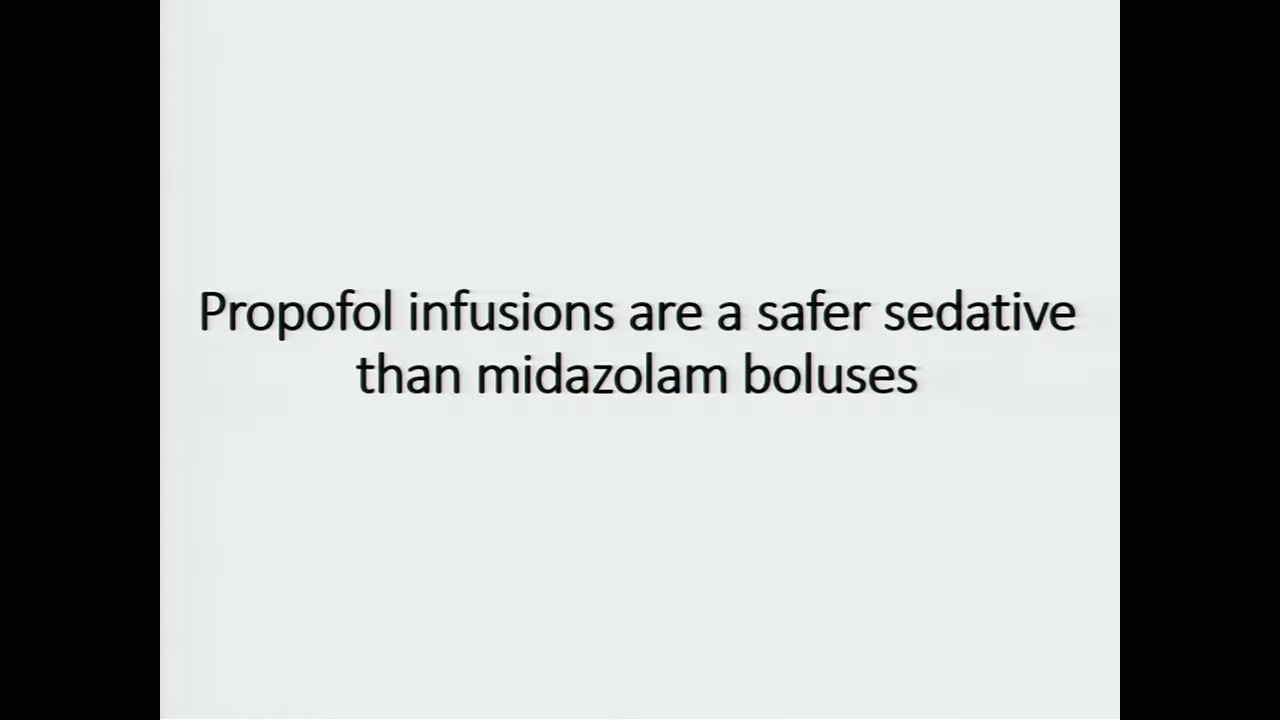 Propofol infusions are a safer sedative
than midazolam boluses